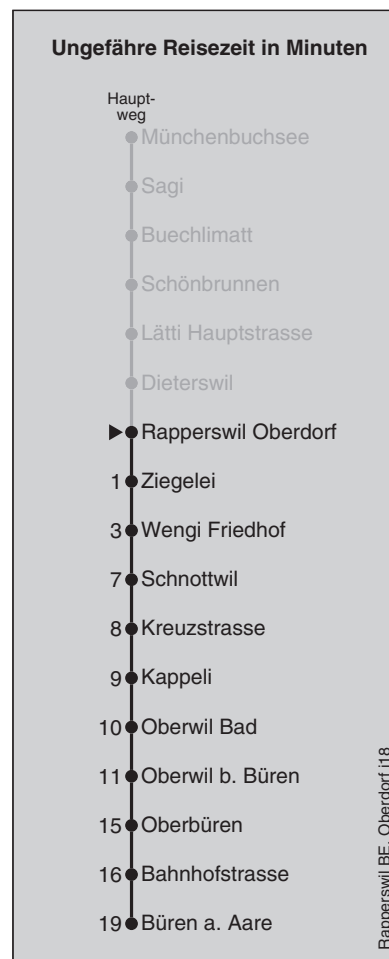 Ungefähre Reisezeit in Minuten
Haupt-
weg
Münchenbuchsee
Sagi
Buechlimatt
Schönbrunnen
Lätti Hauptstrasse
Dieterswil
Rapperswil Oberdorf
1 Ziegelei
3 Wengi Friedhof
7 Schnottwil
8 Kreuzstrasse
9 Kappeli
10 Oberwil Bad
11 Oberwil b. Büren
15 Oberbüren
16 Bahnhofstrasse
19 Büren a. Aare
Rapperswil BE, Oberdorf i18